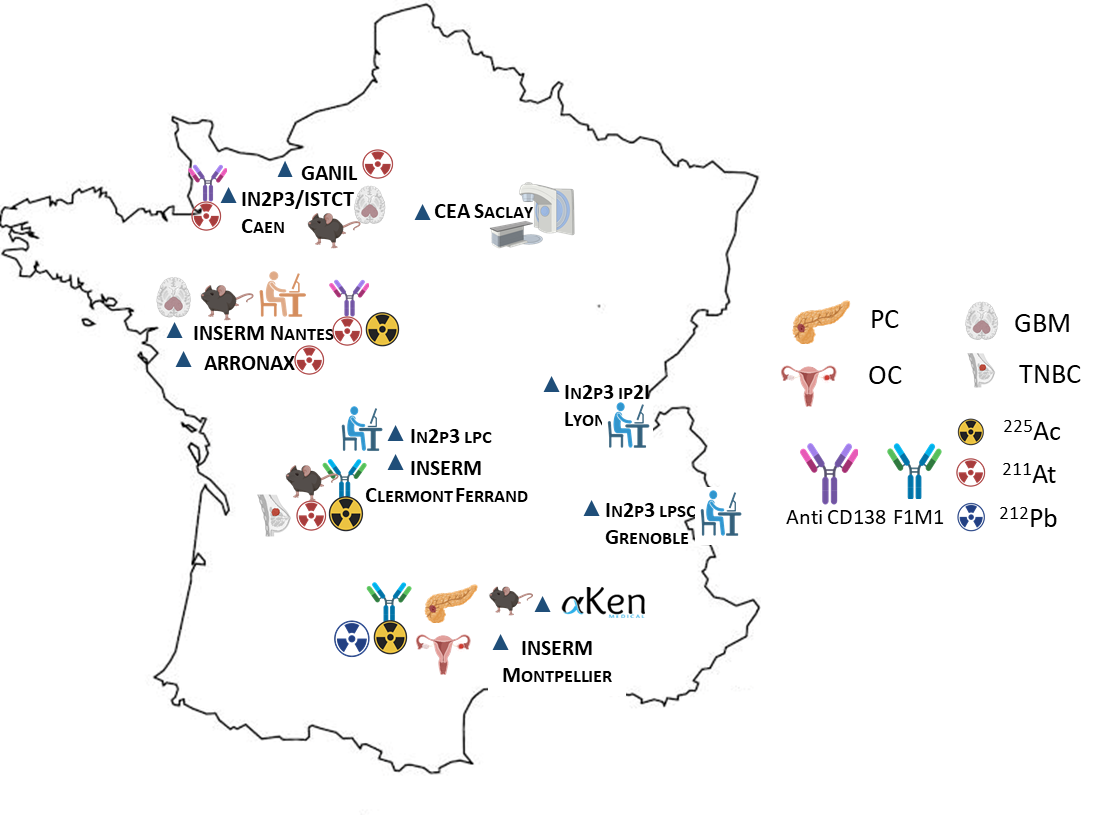 GANIL
IN2P3/ISTCT
CAEN
CEA SACLAY
INSERM NANTES
ARRONAX
IN2P3 IP2I
LYON
IN2P3 LPC
INSERM
CLERMONT FERRAND
IN2P3 LPSC
GRENOBLE
αKen
MEDICAL
INSERM
MONTPELLIER
PC
GBM
OC
TNBC
²²⁵Ac
²¹¹At
²¹²Pb
Anti CD138
F1M1